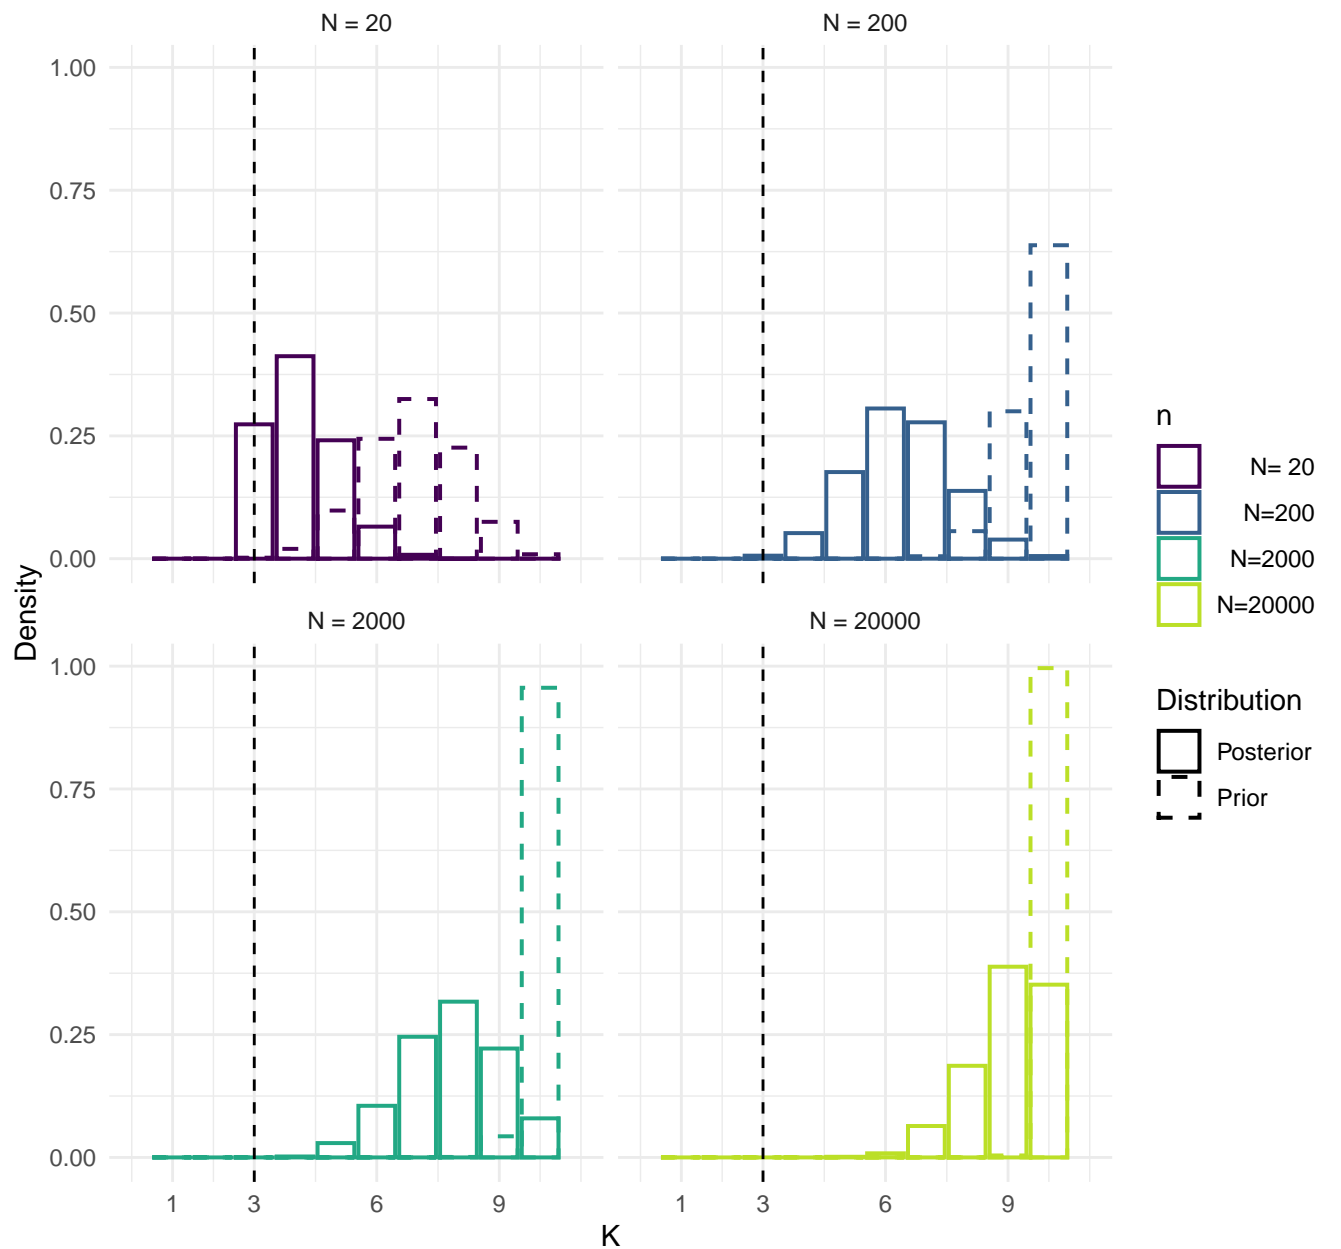 N = 20
N = 200
1.00
0.75
0.50
0.25
0.00
N = 2000
N = 20000
1.00
0.75
0.50
0.25
0.00
1 3 6 9
1 3 6 9
K
Density
n
N= 20
N=200
N=2000
N=20000
Distribution
Posterior
Prior